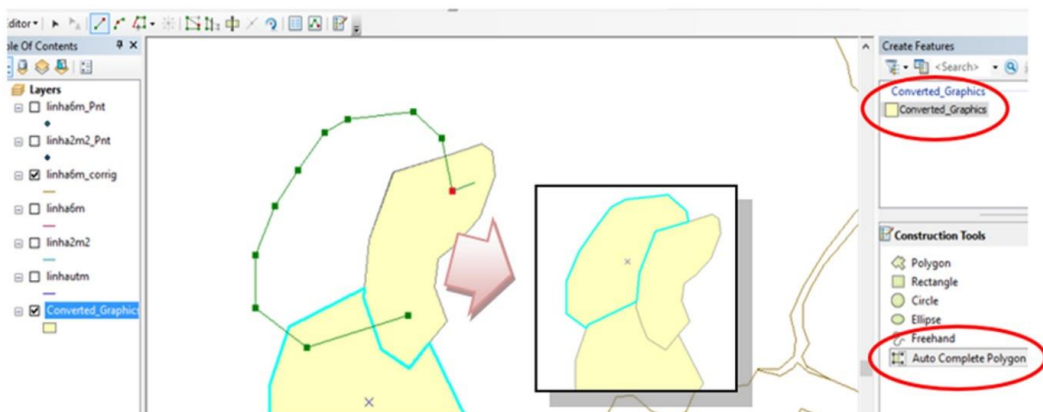 ditor
ble Of Contents
Layers
linha6m_Pnt
linha2m2_Pnt
linha6m_corrig
linha6m
linha2m2
linhautm
Converted_Graphics
Create Features
<Search>
Converted_Graphics
Converted_Graphics
Construction Tools
Polygon
Rectangle
Circle
Ellipse
Freehand
Auto Complete Polygon